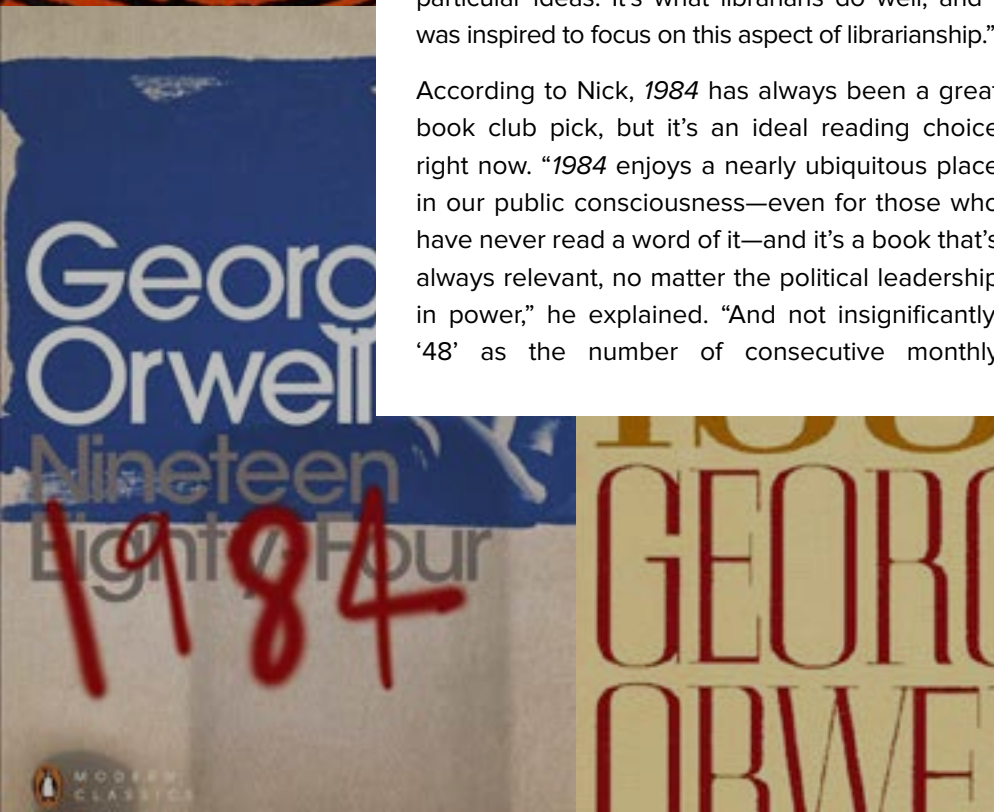 particular ideas. It's what librarians do well, and
was inspired to focus on this aspect of librarianship.”
According to Nick, 1984 has always been a great
book club pick, but it’s an ideal reading choice
right now. “1984 enjoys a nearly ubiquitous place
in our public consciousness—even for those who
have never read a word of it—and it’s a book that’s
always relevant, no matter the political leadership
in power,” he explained. “And not insignificantly
‘48’ as the number of consecutive monthly
Georg
Orwell
Nineteen
Eighty-Four
1984
MODERN
CLASSICS
198
GEORG
ORWE